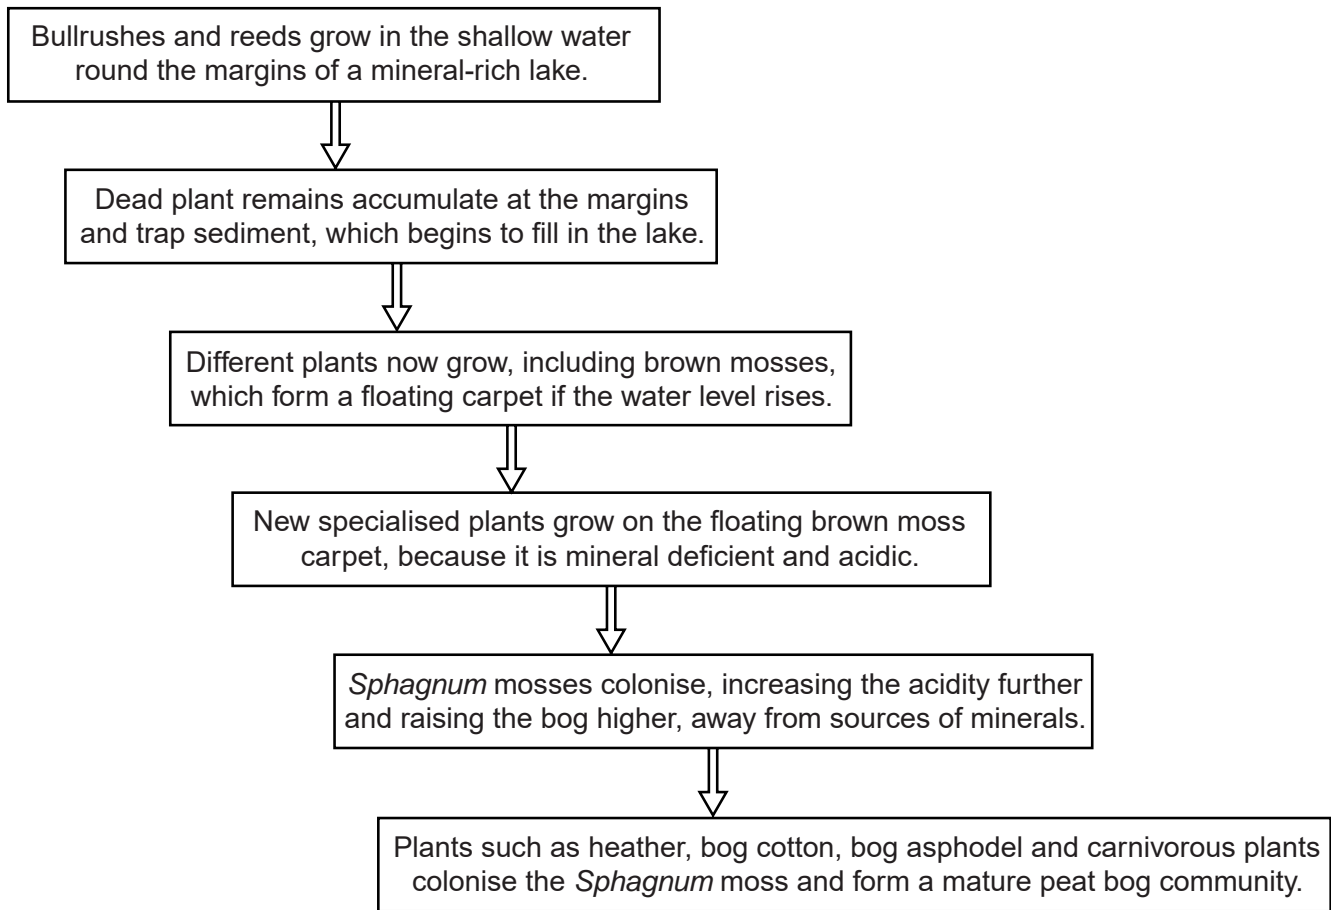 Bullrushes and reeds grow in the shallow water
round the margins of a mineral-rich lake.
Dead plant remains accumulate at the margins
and trap sediment, which begins to fill in the lake.
Different plants now grow, including brown mosses,
which form a floating carpet if the water level rises.
New specialised plants grow on the floating brown moss
carpet, because it is mineral deficient and acidic.
Sphagnum mosses colonise, increasing the acidity further
and raising the bog higher, away from sources of minerals.
Plants such as heather, bog cotton, bog asphodel and carnivorous plants
colonise the Sphagnum moss and form a mature peat bog community.